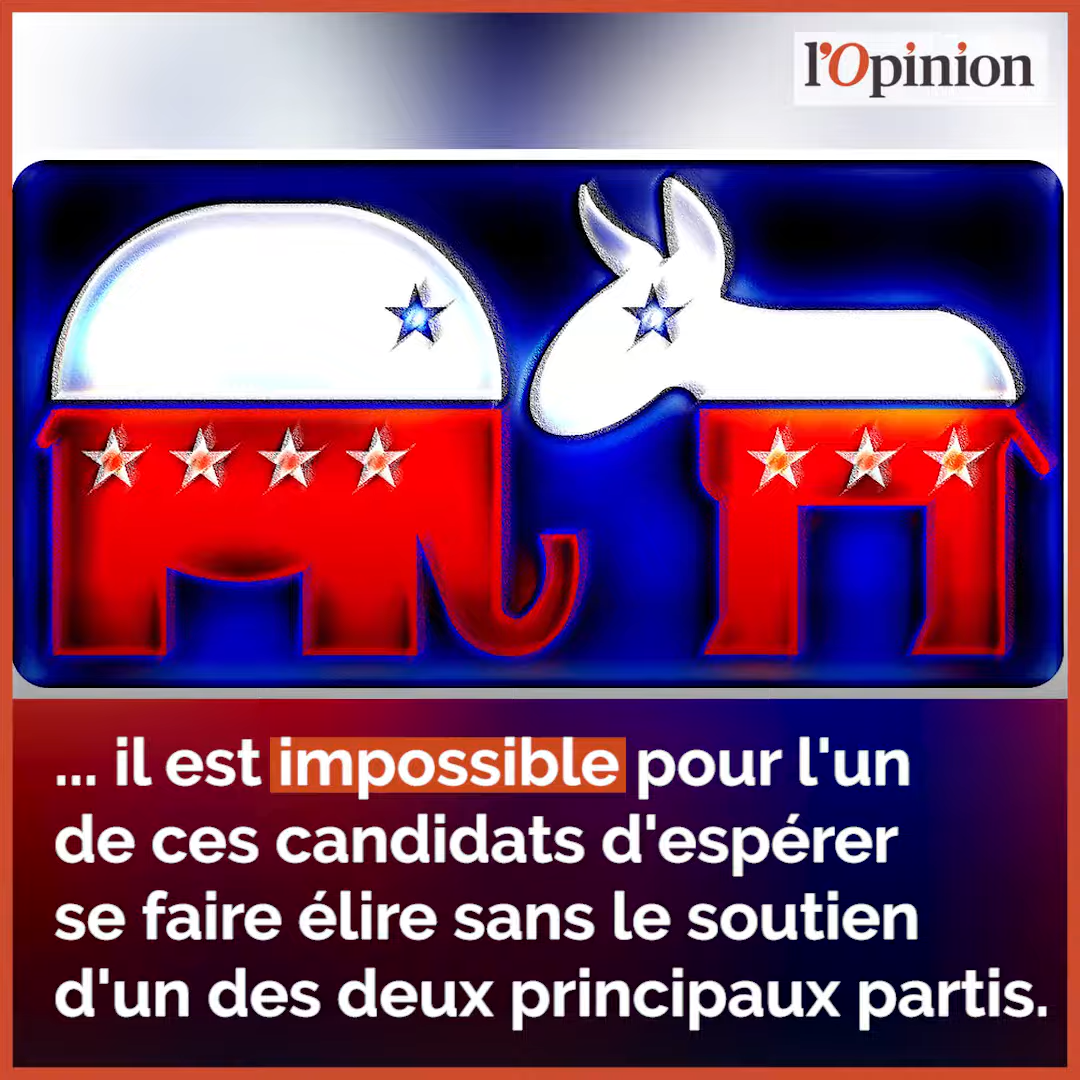 l'Opinion
... il est impossible pour l'un
de ces candidats d'espérer
se faire élire sans le soutien
d'un des deux principaux partis.